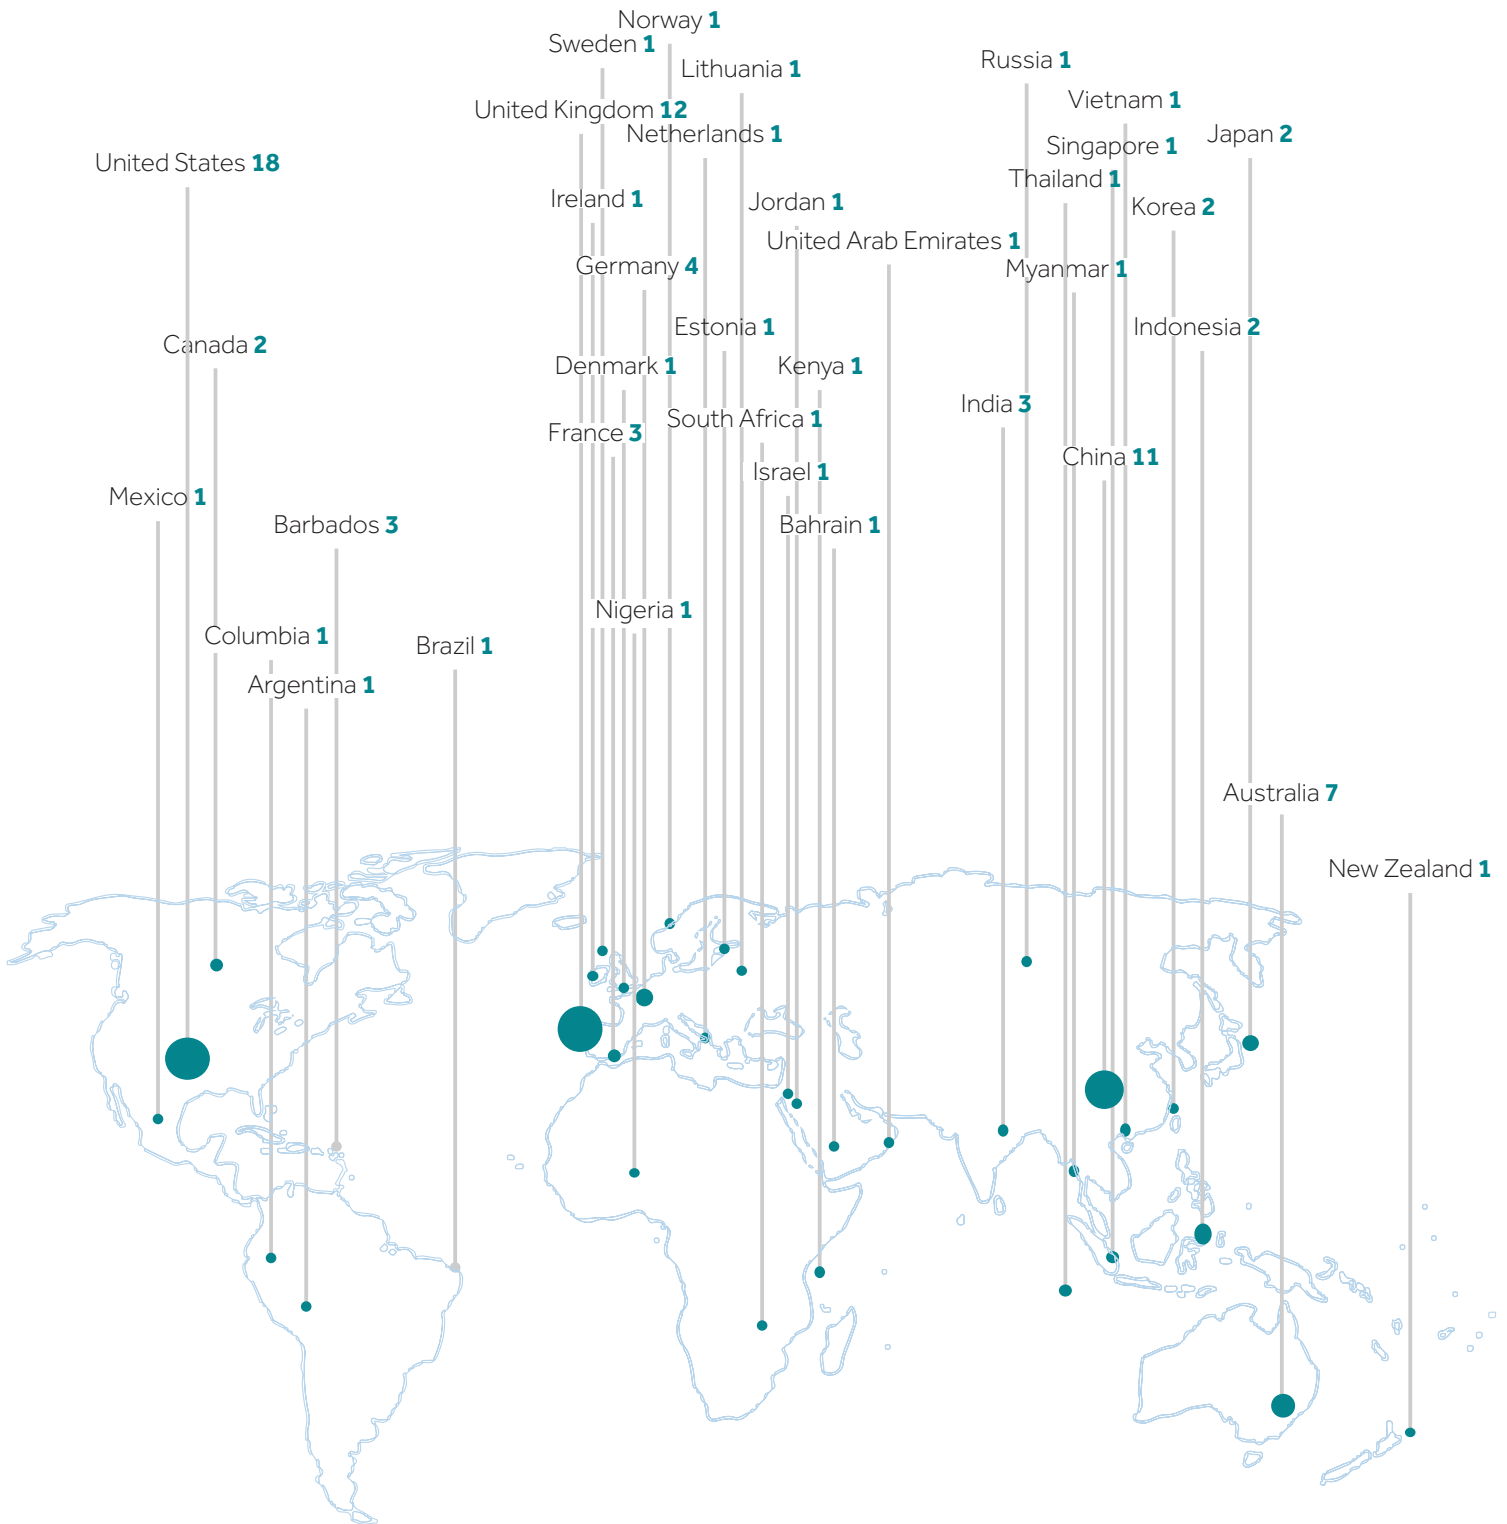 Norway 1
Sweden 1
Russia 1
Lithuania 1
Vietnam 1
United Kingdom 12
Netherlands 1
Japan 2
Singapore 1
United States 18
Thailand 1
Ireland 1
Jordan 1
Korea 2
United Arab Emirates 1
Germany 4
Myanmar 1
Estonia 1
Indonesia 2
Canada 2
Denmark 1
Kenya 1
India 3
South Africa 1
France 3
China 11
Israel 1
Mexico 1
Barbados 3
Bahrain 1
Nigeria 1
Columbia 1
Brazil 1
Argentina 1
Australia 7
New Zealand 1